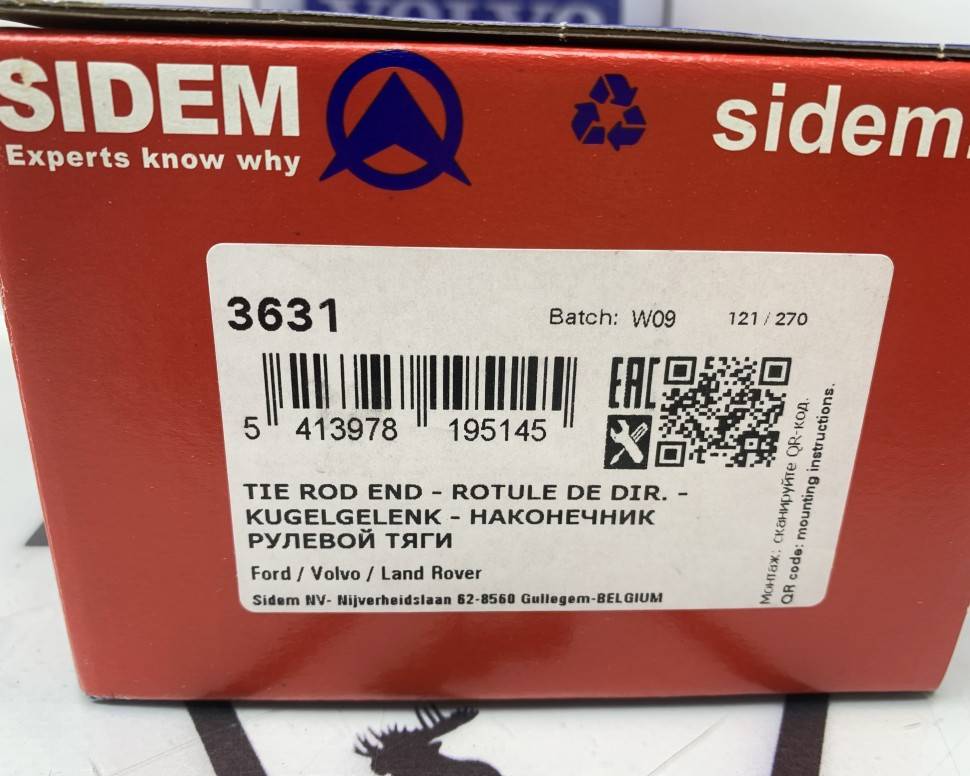 VOLVO
SIDEM
Experts know why
sidem.
3631
Batch: W09 121 / 270
EAC
5 413978 195145
TIE ROD END - ROTULE DE DIR. -
KUGELGELENK - НАКОНЕЧНИК
РУЛЕВОЙ ТЯГИ
Ford / Volvo / Land Rover
Sidem NV- Nijverheidslaan 62-8560 Gullegem-BELGIUM
Монтаж: сканируйте QR-код.
QR code: mounting instructions.